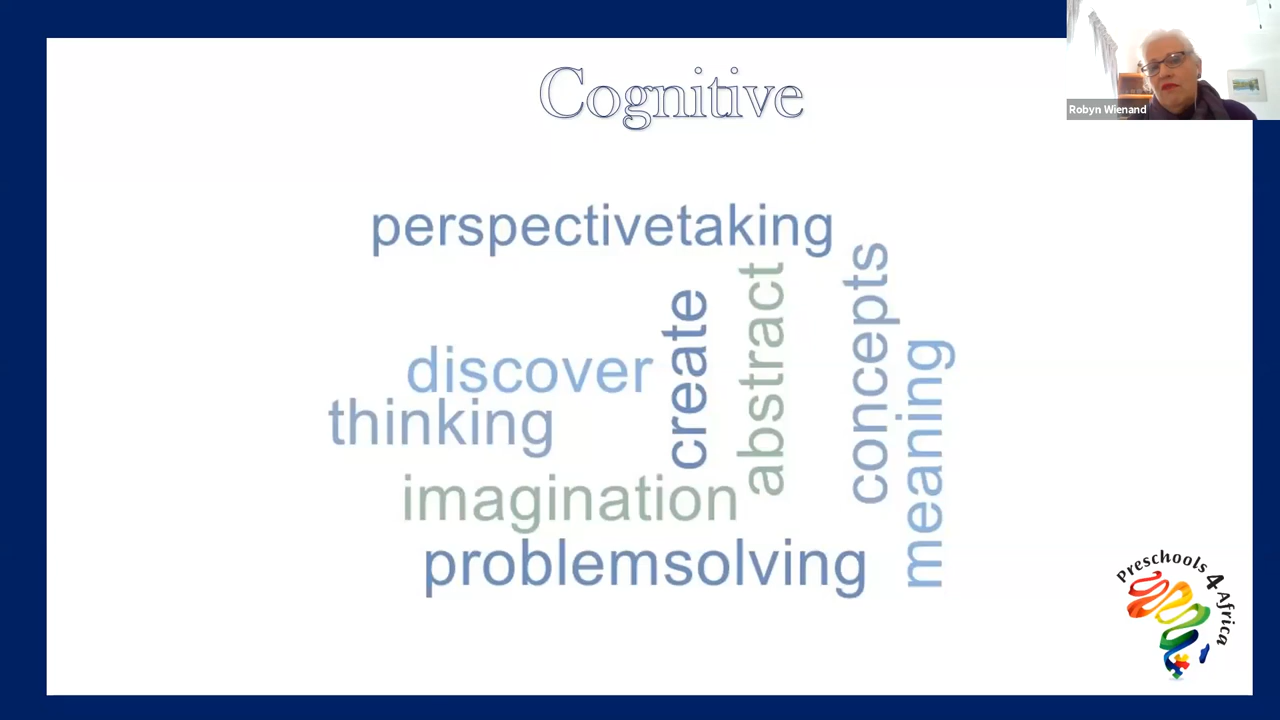 Cognitive
Robyn Wienand
perspectivetaking
discover
create
abstract
concepts
meaning
thinking
imagination
problemsolving
Preschools 4 Africa